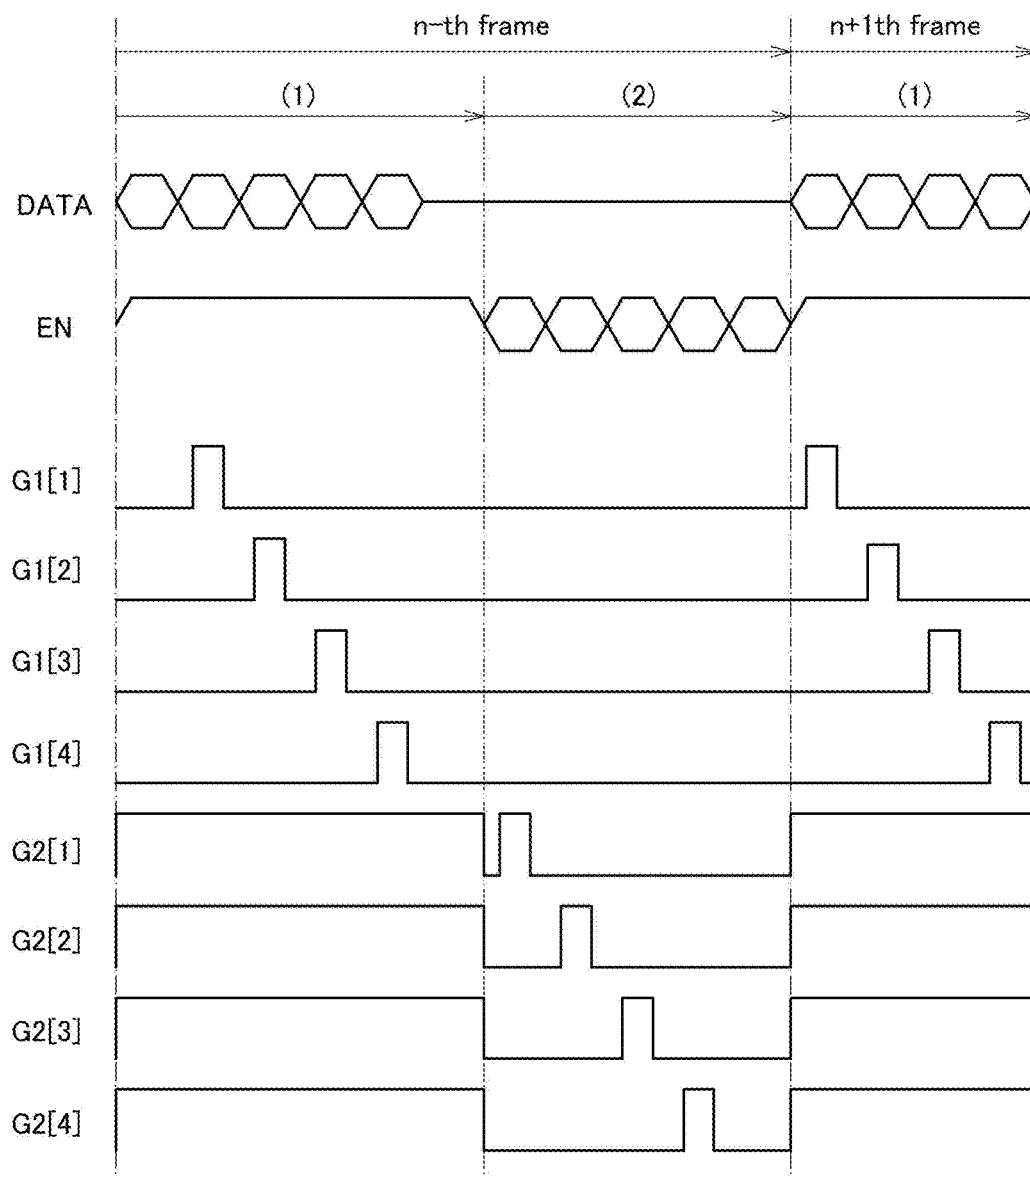 n-th frame
n+1th frame
(1)
(2)
(1)
DATA
EN
G1[1]
G1[2]
G1[3]
G1[4]
G2[1]
G2[2]
G2[3]
G2[4]